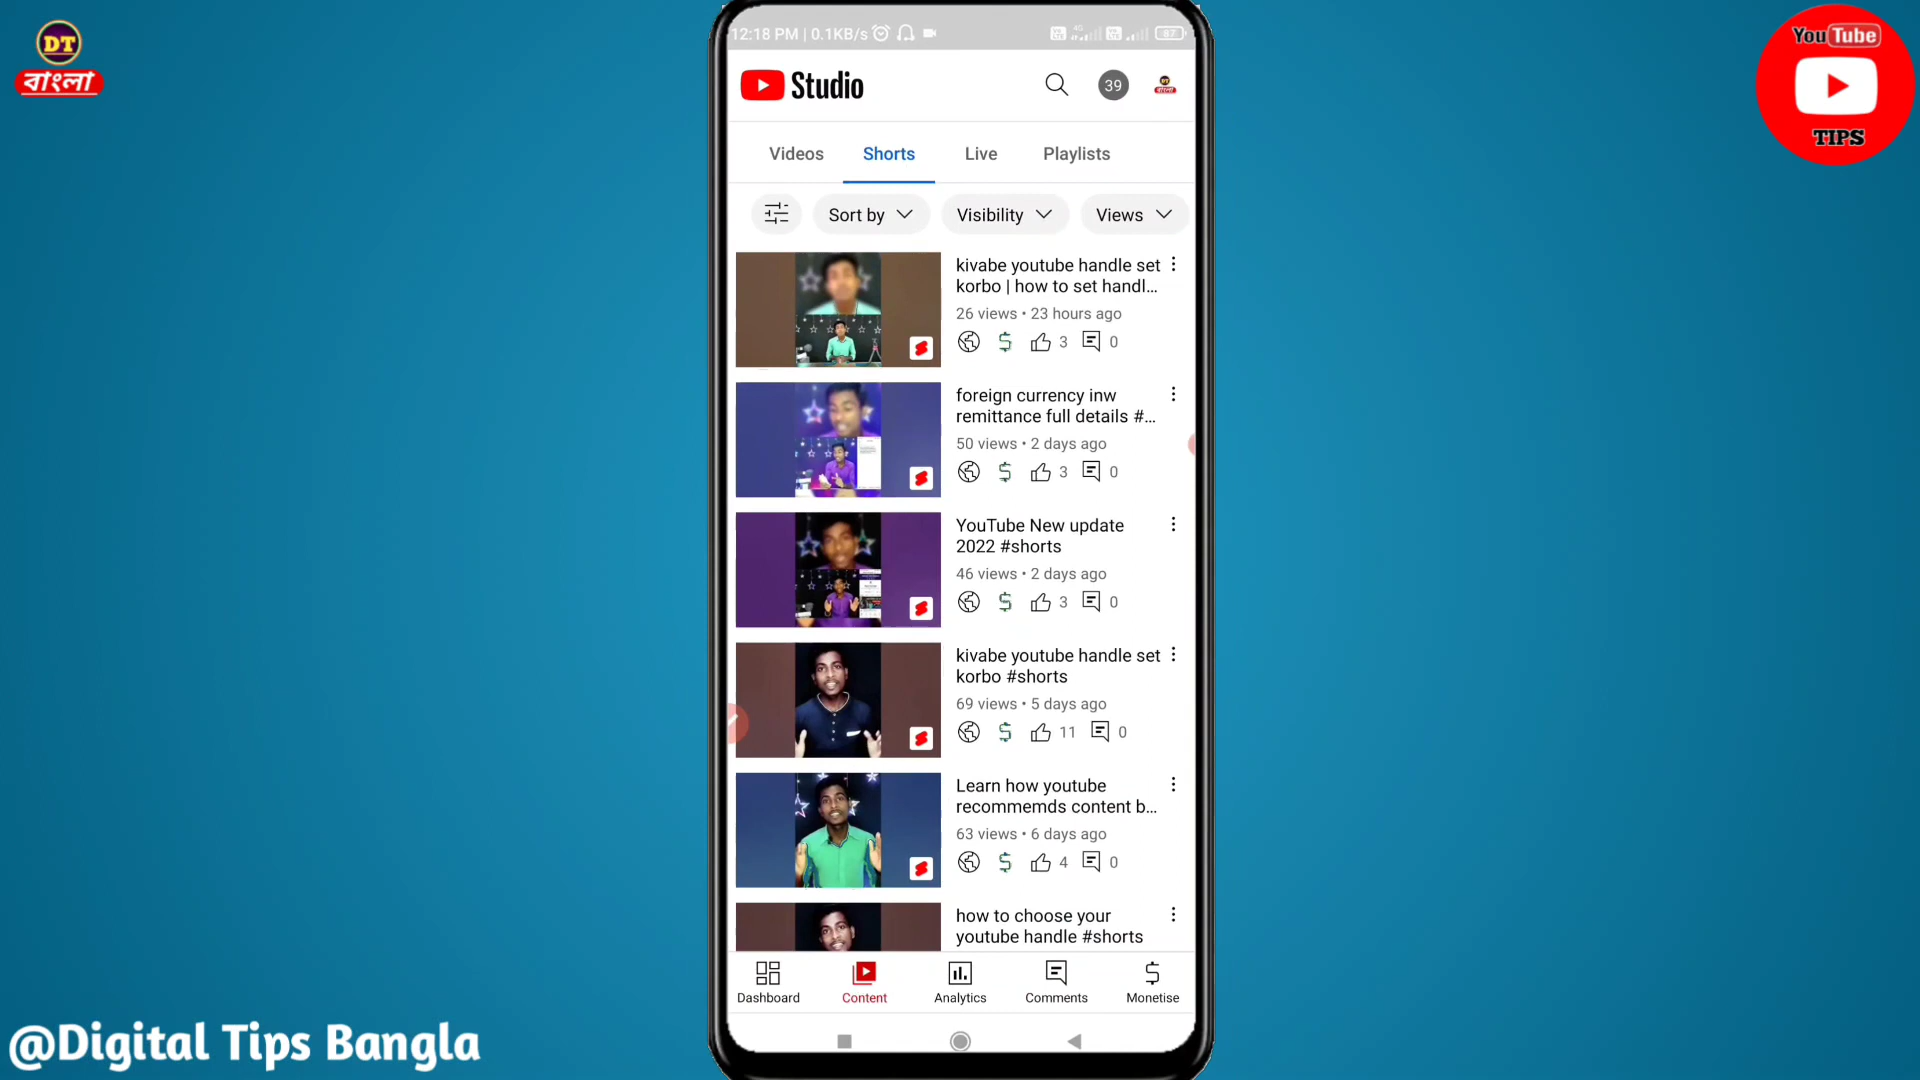 DT
বাংলা
You Tube
TIPS
12:18 PM | 0.1KB/s
67
Studio
39
Videos
Shorts
Live
Playlists
Sort by
Visibility
Views
kivabe youtube handle set
korbo | how to set handl...
26 views • 23 hours ago
3
0
foreign currency inw
remittance full details #...
50 views • 2 days ago
3
0
YouTube New update
2022 #shorts
46 views • 2 days ago
3
0
kivabe youtube handle set
korbo #shorts
69 views • 5 days ago
11
0
Learn how youtube
recommemds content b...
63 views • 6 days ago
4
0
how to choose your
youtube handle #shorts
Dashboard
Content
Analytics
Comments
Monetise
@Digital Tips Bangla